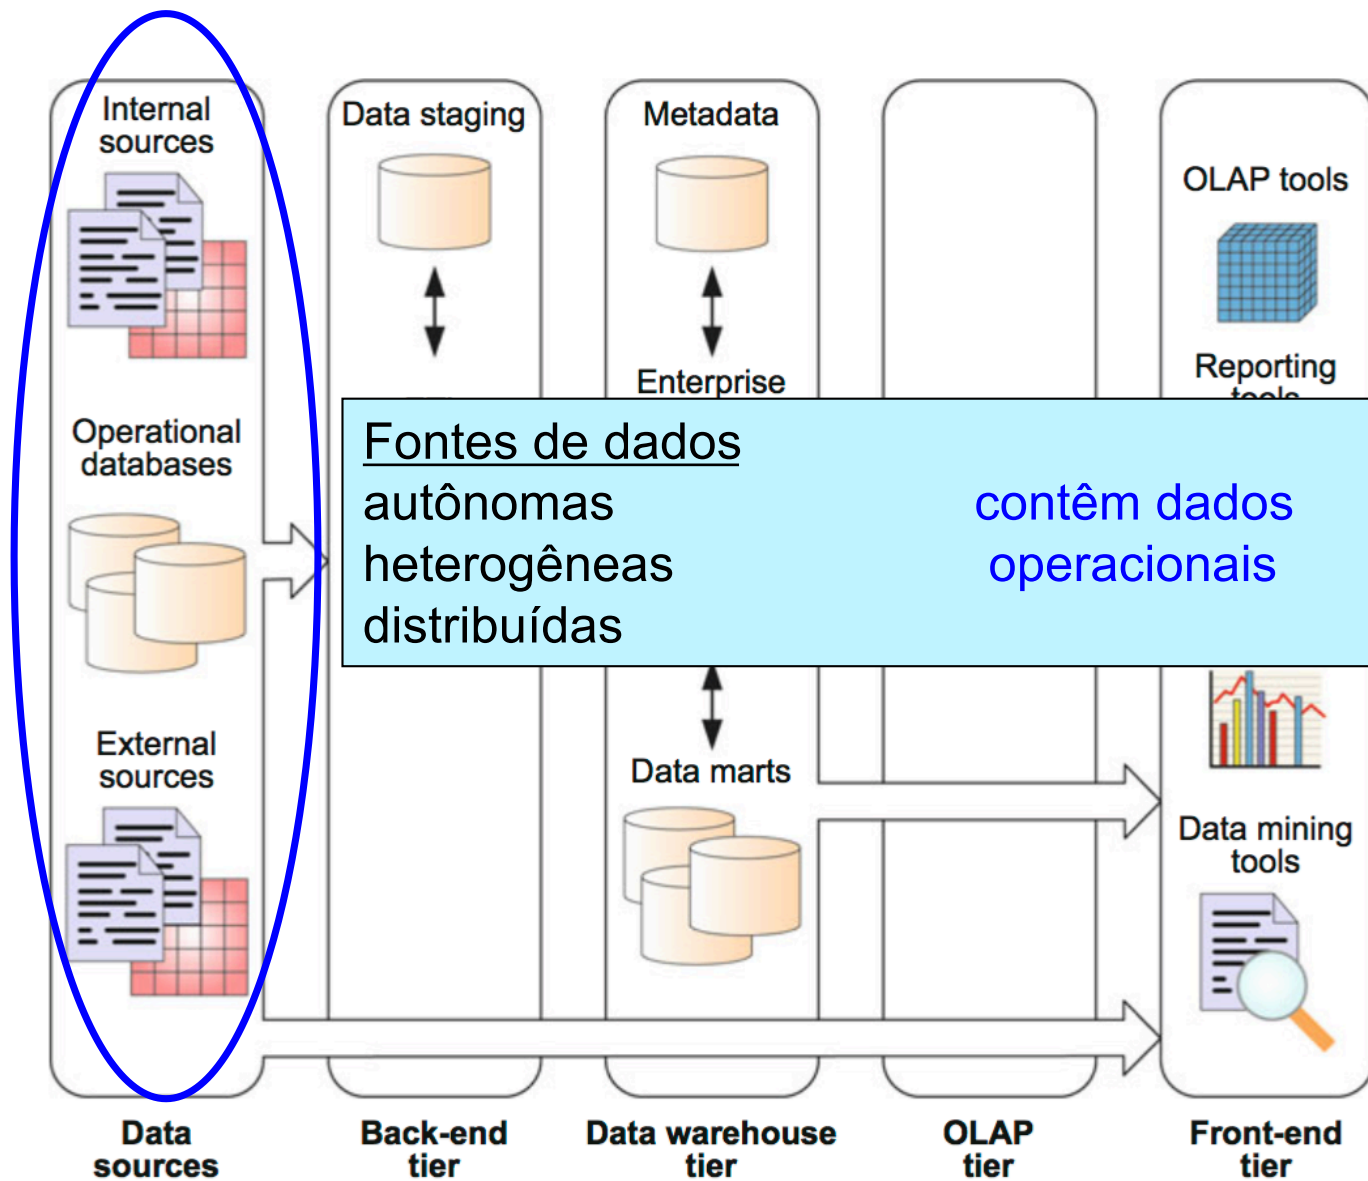 Internal
sources
Operational
databases
External
sources
Data
sources
Data staging
Back-end
tier
Metadata
Enterprise
Data marts
Data warehouse
tier
OLAP
tier
OLAP tools
Reporting
tools
Data mining
tools
Front-end
tier
Fontes de dados
autônomas
heterogêneas
distribuídas
contêm dados
operacionais